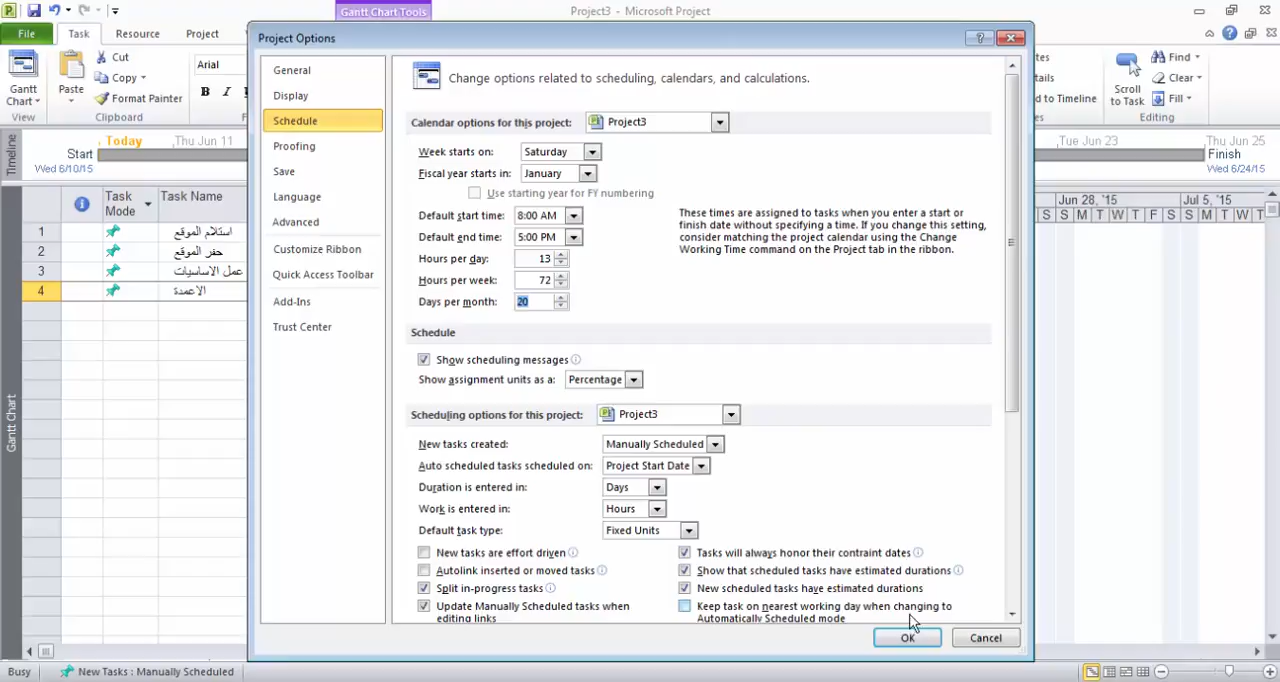 Gantt Chart Tools
Project3 - Microsoft Project
File Task Resource Project
Gantt Chart
View
Paste
Cut
Copy
Format Painter
Clipboard
Arial
B I
Scroll to Task
Find
Clear
Fill
Editing
tes
tails
d to Timeline
Timeline
Today
Thu Jun 11
Jun 23
Thu Jun 25
Start
Wed 6/10/15
Finish
Wed 6/24/15
Gantt Chart
Task Mode
Task Name
1 استلام الموقع
2 حفر الموقع
3 عمل الاساسيات
4 الاعمدة
Jun 28, '15
Jul 5, '15
S S M T W T F S S M T W T
Project Options
General
Display
Schedule
Proofing
Save
Language
Advanced
Customize Ribbon
Quick Access Toolbar
Add-Ins
Trust Center
Change options related to scheduling, calendars, and calculations.
Calendar options for this project: Project3
Week starts on: Saturday
Fiscal year starts in: January
Use starting year for FY numbering
Default start time: 8:00 AM
Default end time: 5:00 PM
Hours per day: 13
Hours per week: 72
Days per month: 20
These times are assigned to tasks when you enter a start or
finish date without specifying a time. If you change this setting,
consider matching the project calendar using the Change
Working Time command on the Project tab in the ribbon.
Schedule
Show scheduling messages
Show assignment units as a: Percentage
Scheduling options for this project: Project3
New tasks created: Manually Scheduled
Auto scheduled tasks scheduled on: Project Start Date
Duration is entered in: Days
Work is entered in: Hours
Default task type: Fixed Units
New tasks are effort driven
Autolink inserted or moved tasks
Split in-progress tasks
Update Manually Scheduled tasks when
editing links
Tasks will always honor their contraint dates
Show that scheduled tasks have estimated durations
New scheduled tasks have estimated durations
Keep task on nearest working day when changing to
Automatically Scheduled mode
OK Cancel
Busy
New Tasks : Manually Scheduled